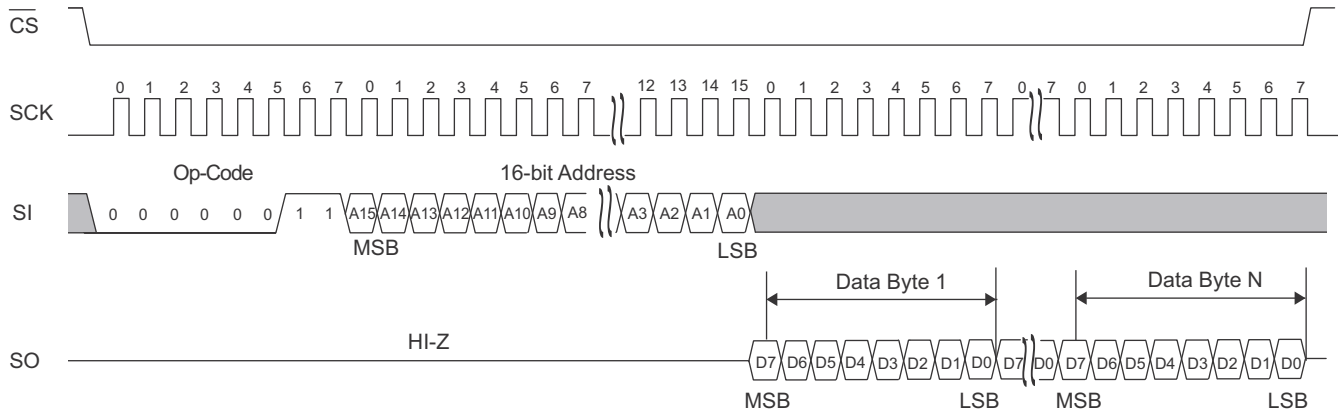 CS
0 1 2 3 4 5 6 7 0 1 2 3 4 5 6 7 12 13 14 15 0 1 2 3 4 5 6 7 0 7 0 1 2 3 4 5 6 7
SCK
Op-Code 16-bit Address
SI 0 0 0 0 0 0 1 1 A15 A14 A13 A12 A11 A10 A9 A8 A3 A2 A1 A0
MSB LSB
Data Byte 1 Data Byte N
HI-Z
SO D7 D6 D5 D4 D3 D2 D1 D0 D7 D0 D7 D6 D5 D4 D3 D2 D1 D0
MSB LSB MSB LSB